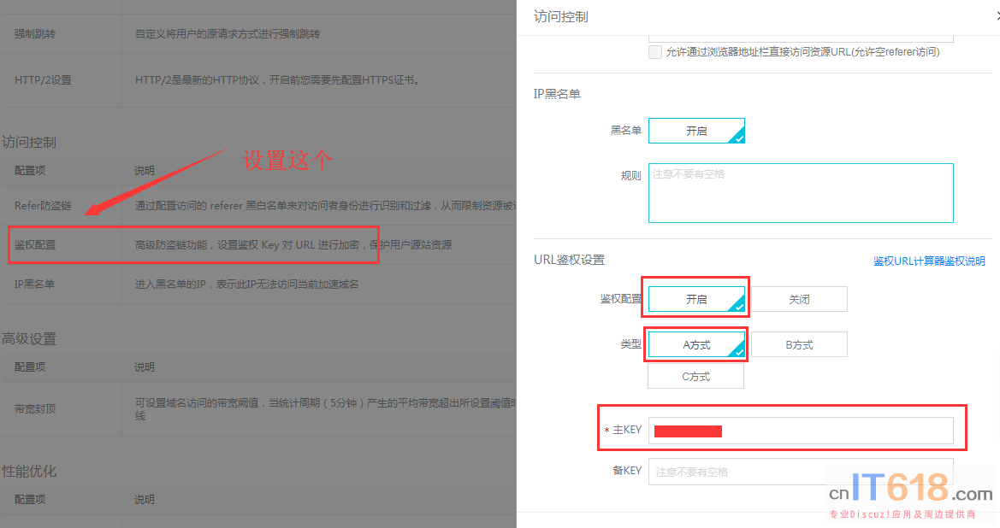 强制跳转 自定义将用户的原请求方式进行强制跳转
HTTP/2设置 HTTP/2是最新的HTTP协议，开启前您需要先配置HTTPS证书。
访问控制
配置项 说明
设置这个
Refer防盗链 通过配置访问的 referer 黑白名单来对访问者身份进行识别和过滤，从而限制资源被访
鉴权配置 高级防盗链功能，设置鉴权 Key 对 URL 进行加密，保护用户源站资源
IP黑名单 进入黑名单的IP，表示此IP无法访问当前加速域名
高级设置
配置项 说明
带宽封顶 可设置域名访问的带宽阈值，当统计周期（5分钟）产生的平均带宽超出所设置阈值时
线
性能优化
配置项 说明
访问控制
允许通过浏览器地址栏直接访问资源URL(允许空referer访问)
IP黑名单
黑名单 开启
规则 注意不要有空格
URL鉴权设置 鉴权URL计算器鉴权说明
鉴权配置 开启 关闭
类型 A方式 B方式
C方式
* 主KEY
备KEY 注意不要有空格
cnIT618.com
专业Discuz!应用及周边提供商